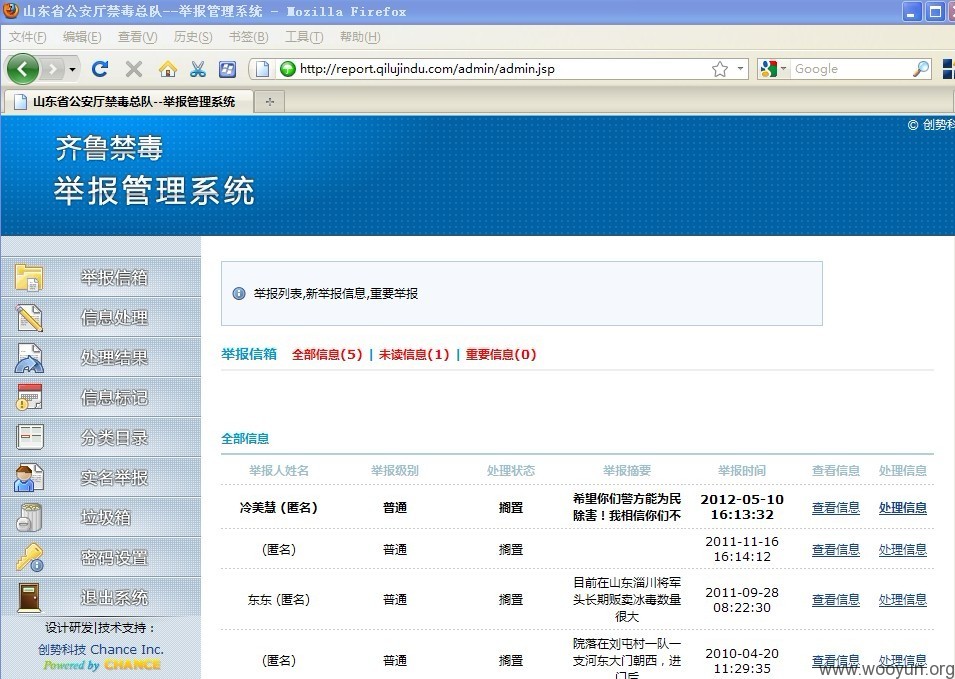 山东省公安厅禁毒总队--举报管理系统 - Mozilla Firefox
文件(F) 编辑(E) 查看(V) 历史(S) 书签(B) 工具(T) 帮助(H)
http://report.qilujindu.com/admin/admin.jsp
Google
山东省公安厅禁毒总队--举报管理系统
© 创势科
齐鲁禁毒
举报管理系统
举报信箱
信息处理
处理结果
信息标记
分类目录
实名举报
垃圾箱
密码设置
退出系统
设计研发|技术支持：
创势科技 Chance Inc.
Powered by CHANCE
举报列表,新举报信息,重要举报
举报信箱 全部信息(5) | 未读信息(1) | 重要信息(0)
全部信息
举报人姓名 举报级别 处理状态 举报摘要 举报时间 查看信息 处理信息
冷美慧 (匿名) 普通 搁置 希望你们警方能为民除害！我相信你们不 2012-05-10 16:13:32 查看信息 处理信息
(匿名) 普通 搁置 2011-11-16 16:14:12 查看信息 处理信息
东东 (匿名) 普通 搁置 目前在山东淄川将军头长期贩卖冰毒数量很大 2011-09-28 08:22:30 查看信息 处理信息
(匿名) 普通 搁置 院落在刘屯村一队一支河东大门朝西，进门后 2010-04-20 11:29:35 查看信息 处理信息
www.wooyun.org